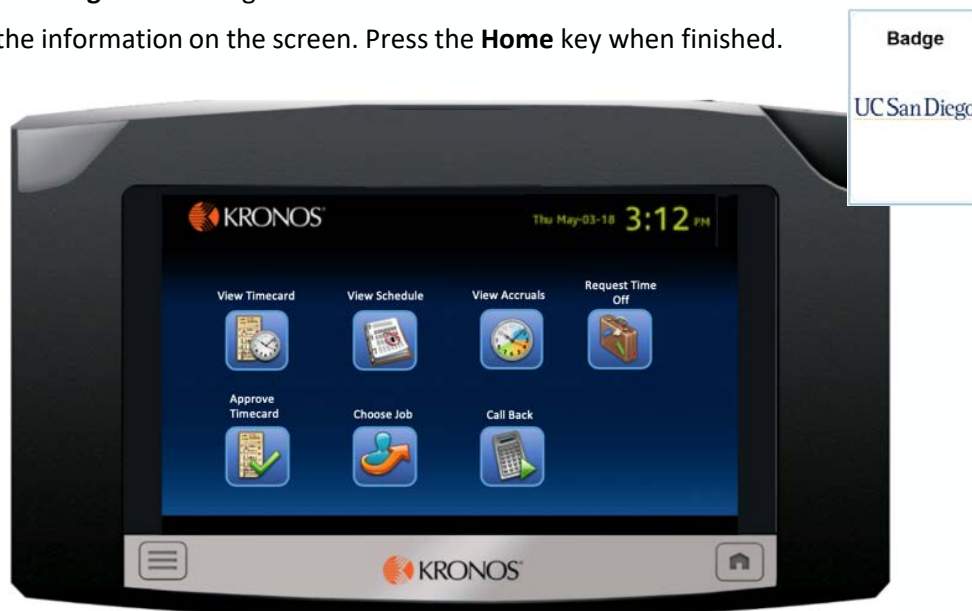 the information on the screen. Press the Home key when finished.
Badge
UC San Diego
KRONOS
Thu May-03-18 3:12 PM
View Timecard
View Schedule
View Accruals
Request Time
Off
Approve
Timecard
Choose Job
Call Back
KRONOS